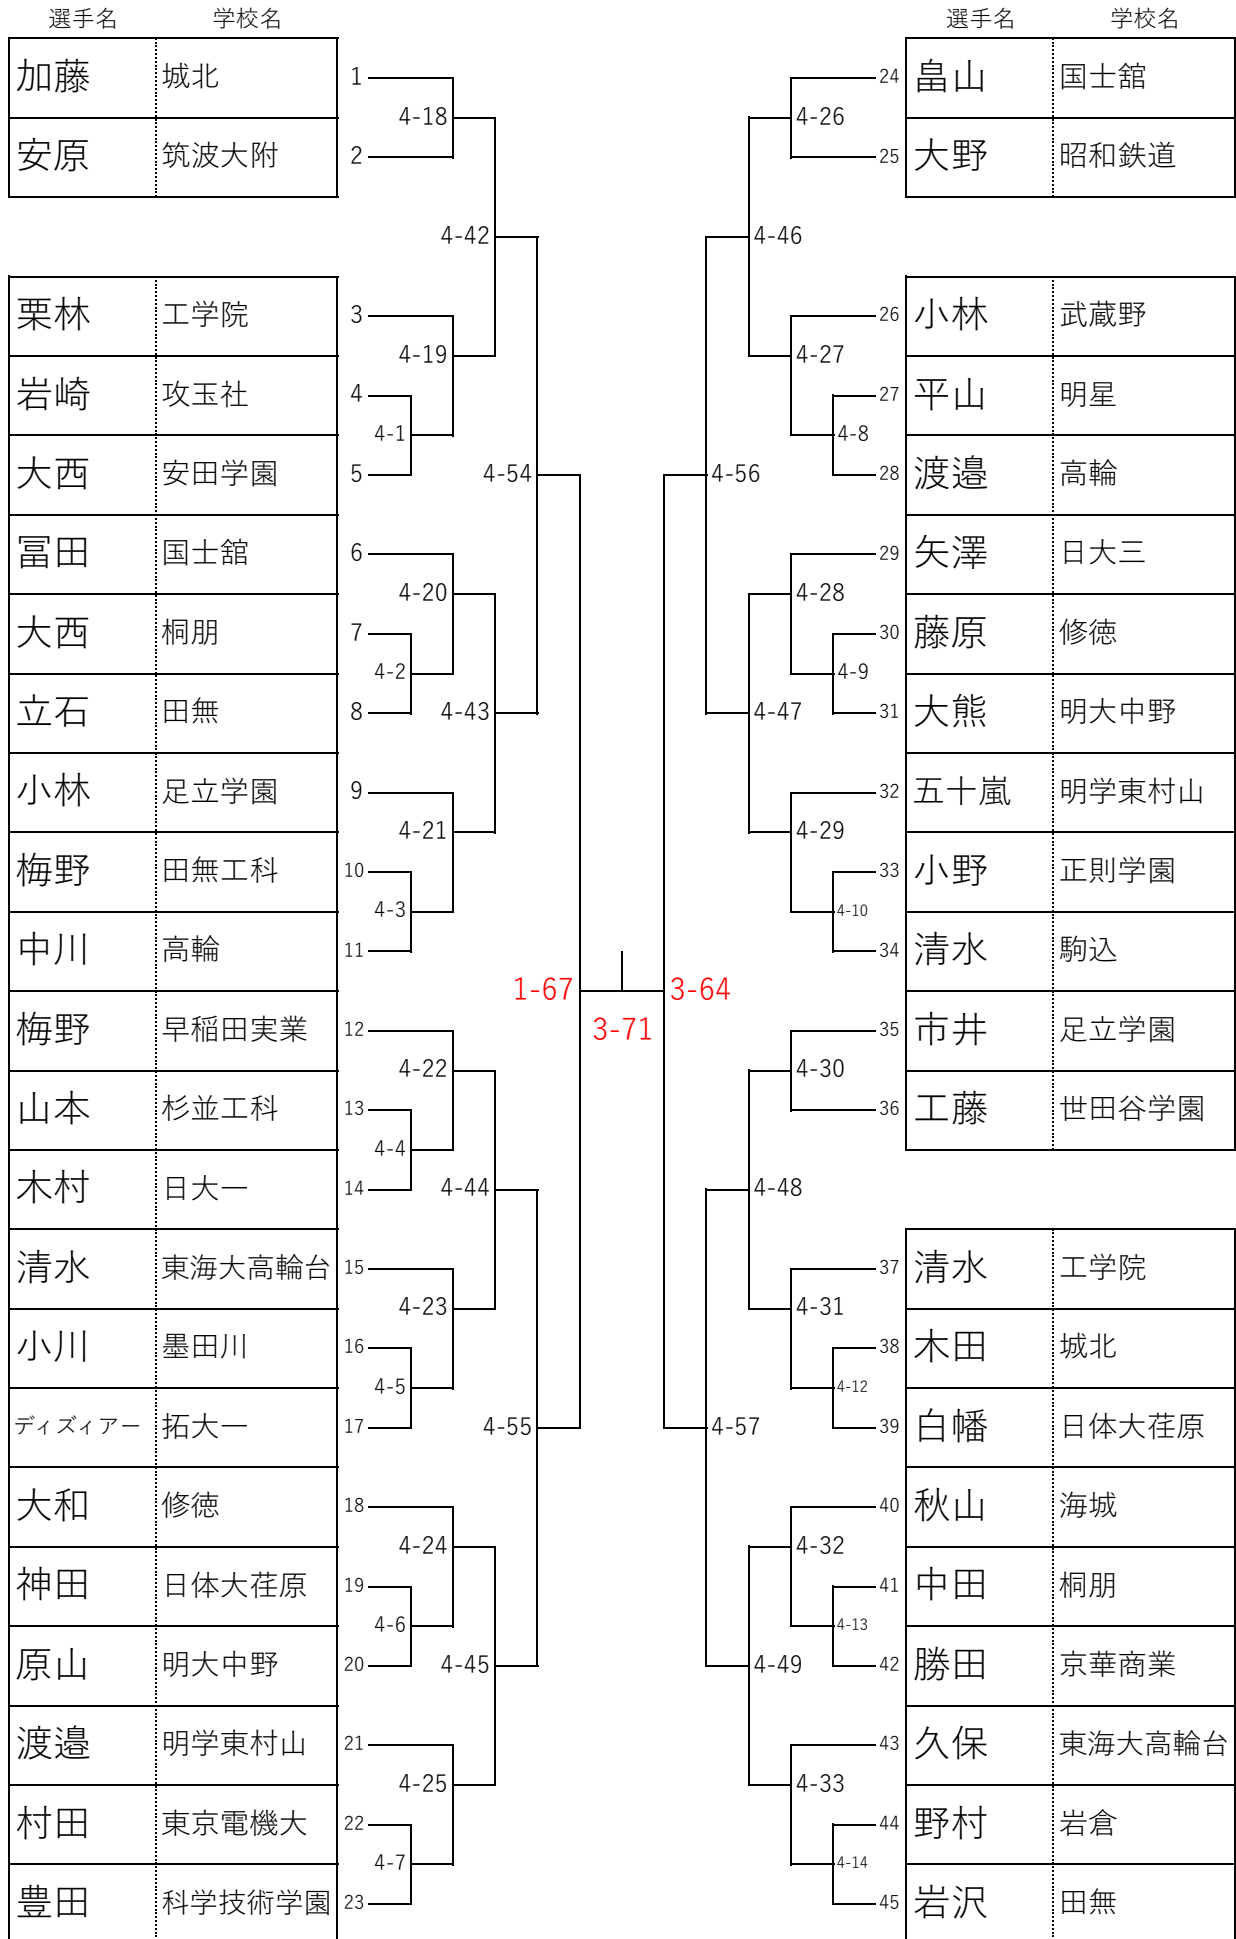 選手名 学校名
加藤 城北 1
4-18
安原 筑波大附 2
4-42
栗林 工学院 3
4-19
岩崎 攻玉社 4
4-1
大西 安田学園 5
4-54
冨田 国士舘 6
4-20
大西 桐朋 7
4-2
立石 田無 8
4-43
小林 足立学園 9
4-21
梅野 田無工科 10
4-3
中川 高輪 11
1-67
梅野 早稲田実業 12
4-22
山本 杉並工科 13
4-4
木村 日大一 14
4-44
清水 東海大高輪台 15
4-23
小川 墨田川 16
4-5
ディズィアー 拓大一 17
4-55
大和 修徳 18
4-24
神田 日体大荏原 19
4-6
原山 明大中野 20
4-45
渡邉 明学東村山 21
4-25
村田 東京電機大 22
4-7
豊田 科学技術学園 23
3-71
選手名 学校名
24 畠山 国士舘
4-26
25 大野 昭和鉄道
4-46
26 小林 武蔵野
4-27
27 平山 明星
4-8
28 渡邉 高輪
4-56
29 矢澤 日大三
4-28
30 藤原 修徳
4-9
31 大熊 明大中野
4-47
32 五十嵐 明学東村山
4-29
33 小野 正則学園
4-10
34 清水 駒込
3-64
35 市井 足立学園
4-30
36 工藤 世田谷学園
4-48
37 清水 工学院
4-31
38 木田 城北
4-12
39 白幡 日体大荏原
4-57
40 秋山 海城
4-32
41 中田 桐朋
4-13
42 勝田 京華商業
4-49
43 久保 東海大高輪台
4-33
44 野村 岩倉
4-14
45 岩沢 田無